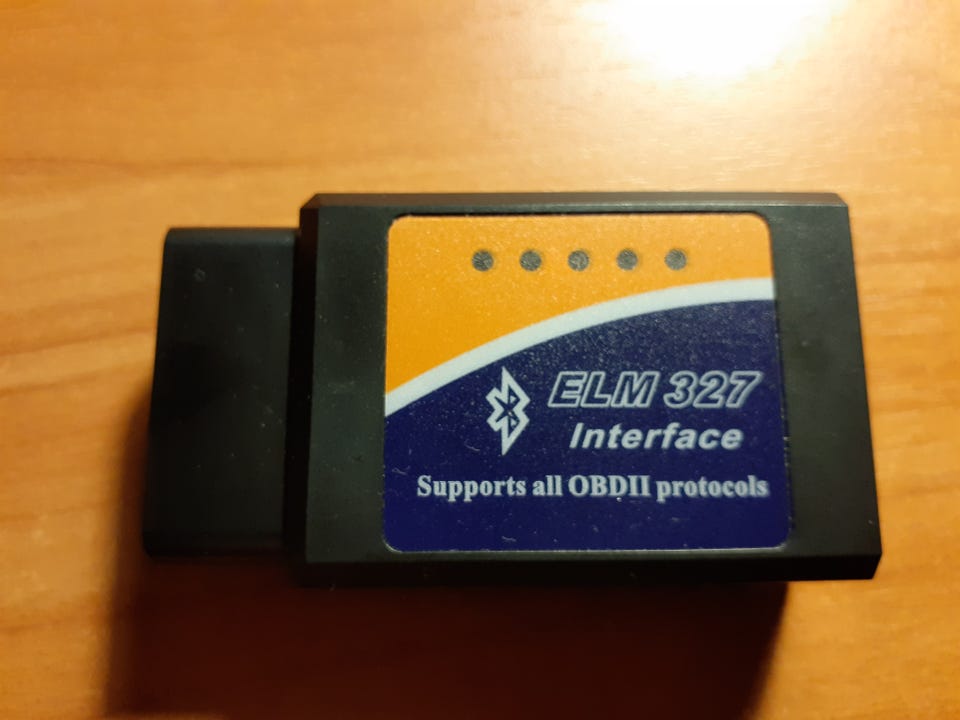 ELM 327
Interface
Supports all OBDII protocols